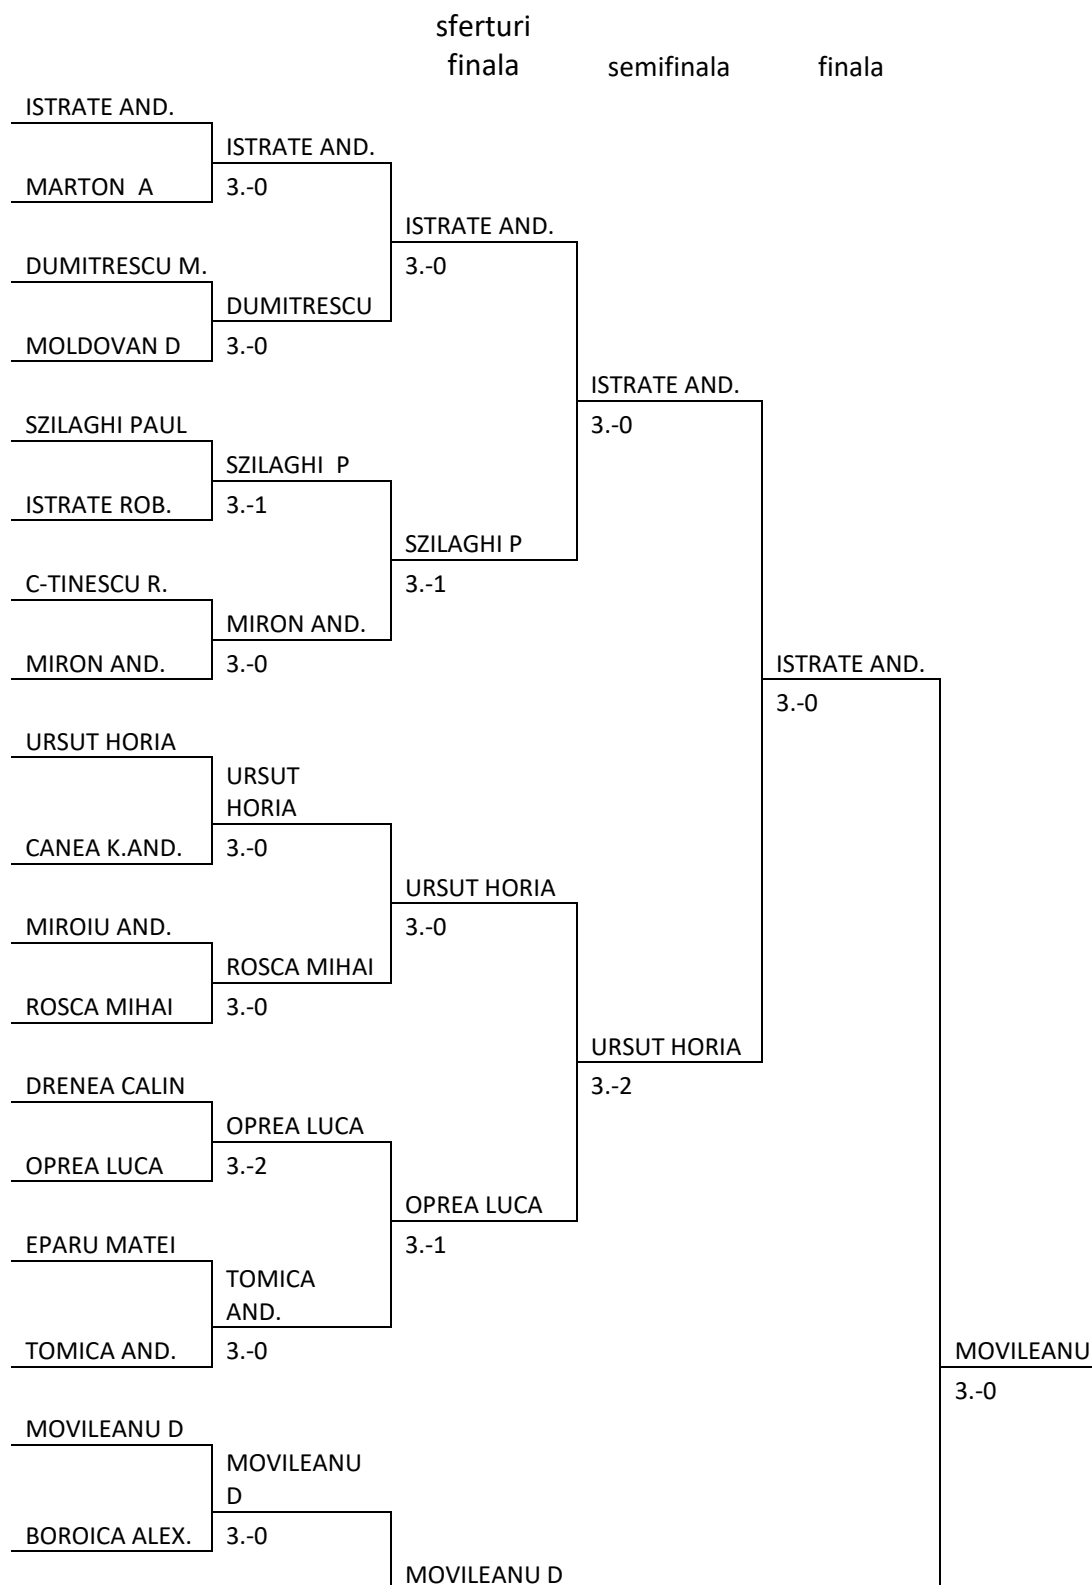 sferturi
finala semifinala finala
ISTRATE AND.
ISTRATE AND.
MARTON A 3.-0
ISTRATE AND.
DUMITRESCU M. 3.-0
DUMITRESCU
MOLDOVAN D 3.-0
ISTRATE AND.
SZILAGHI PAUL 3.-0
SZILAGHI P
ISTRATE ROB. 3.-1
SZILAGHI P
C-TINESCU R. 3.-1
MIRON AND.
MIRON AND. 3.-0 ISTRATE AND.
3.-0
URSUT HORIA
URSUT
HORIA
CANEA K.AND. 3.-0
URSUT HORIA
MIROIU AND. 3.-0
ROSCA MIHAI
ROSCA MIHAI 3.-0
URSUT HORIA
DRENEA CALIN 3.-2
OPREA LUCA
OPREA LUCA 3.-2
OPREA LUCA
EPARU MATEI 3.-1
TOMICA
AND.
TOMICA AND. 3.-0 MOVILEANU
3.-0
MOVILEANU D
MOVILEANU
D
BOROICA ALEX. 3.-0
MOVILEANU D